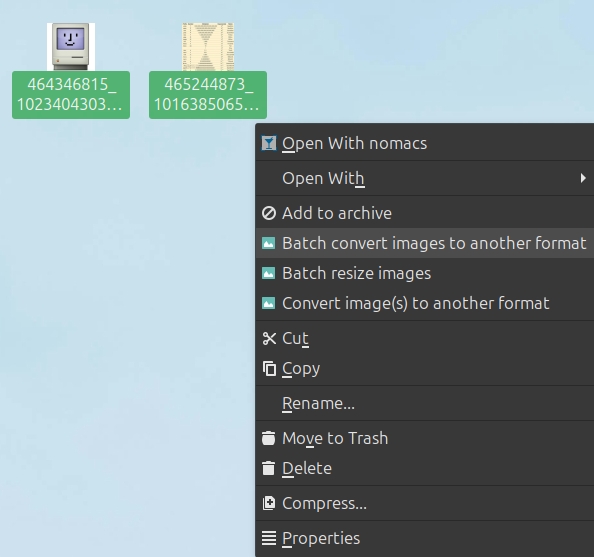 464346815_
1023404303...
465244873_
1016385065...
Open With nomacs
Open With
Add to archive
Batch convert images to another format
Batch resize images
Convert image(s) to another format
Cut
Copy
Rename...
Move to Trash
Delete
Compress...
Properties